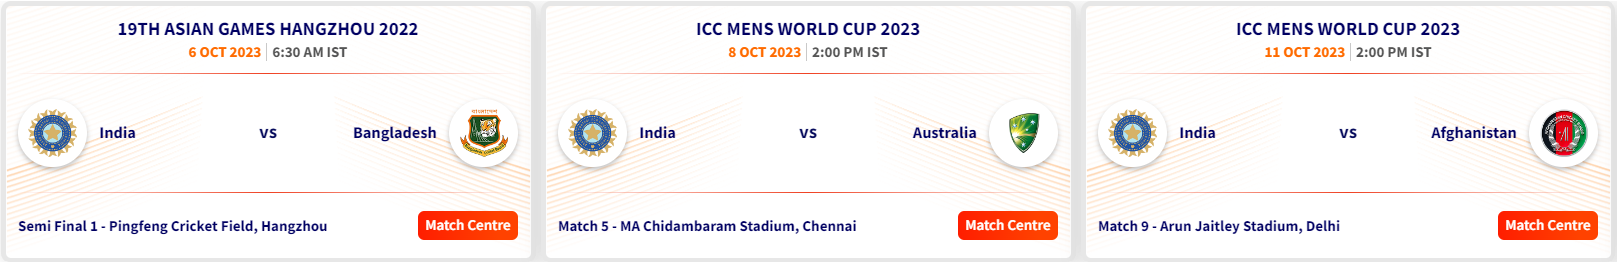 19TH ASIAN GAMES HANGZHOU 2022
6 OCT 2023 | 6:30 AM IST
India
vs
Bangladesh
Semi Final 1 - Pingfeng Cricket Field, Hangzhou
Match Centre
ICC MENS WORLD CUP 2023
8 OCT 2023 | 2:00 PM IST
India
vs
Australia
Match 5 - MA Chidambaram Stadium, Chennai
Match Centre
ICC MENS WORLD CUP 2023
11 OCT 2023 | 2:00 PM IST
India
vs
Afghanistan
Match 9 - Arun Jaitley Stadium, Delhi
Match Centre